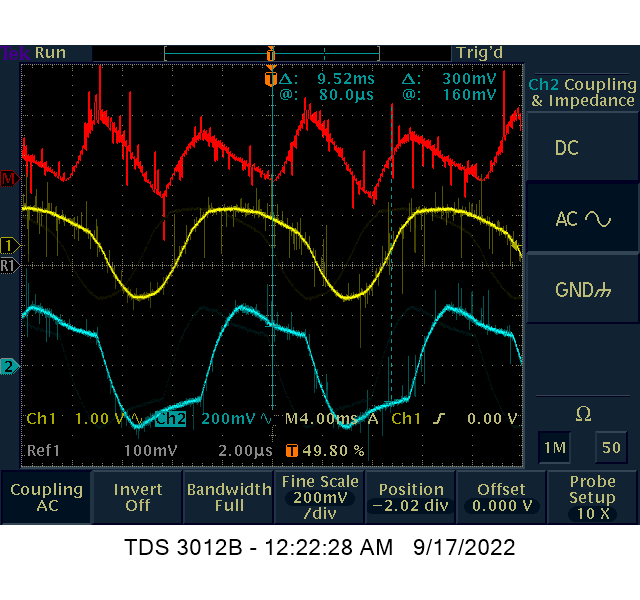 Tek Run Trig'd
T
T Δ: 9.52ms Δ: 300mV
@: 80.0µs @: 160mV
Ch2 Coupling
& Impedance
DC
M
AC
1
R1
GND
2
Ch1 1.00 V Ch2 200mV M 4.00ms A Ch1 0.00 V
Ω
Ref1 100mV 2.00µs T 49.80 %
1M 50
Coupling
AC
Invert
Off
Bandwidth
Full
Fine Scale
200mV
/div
Position
−2.02 div
Offset
0.000 V
Probe
Setup
10 X
TDS 3012B - 12:22:28 AM 9/17/2022